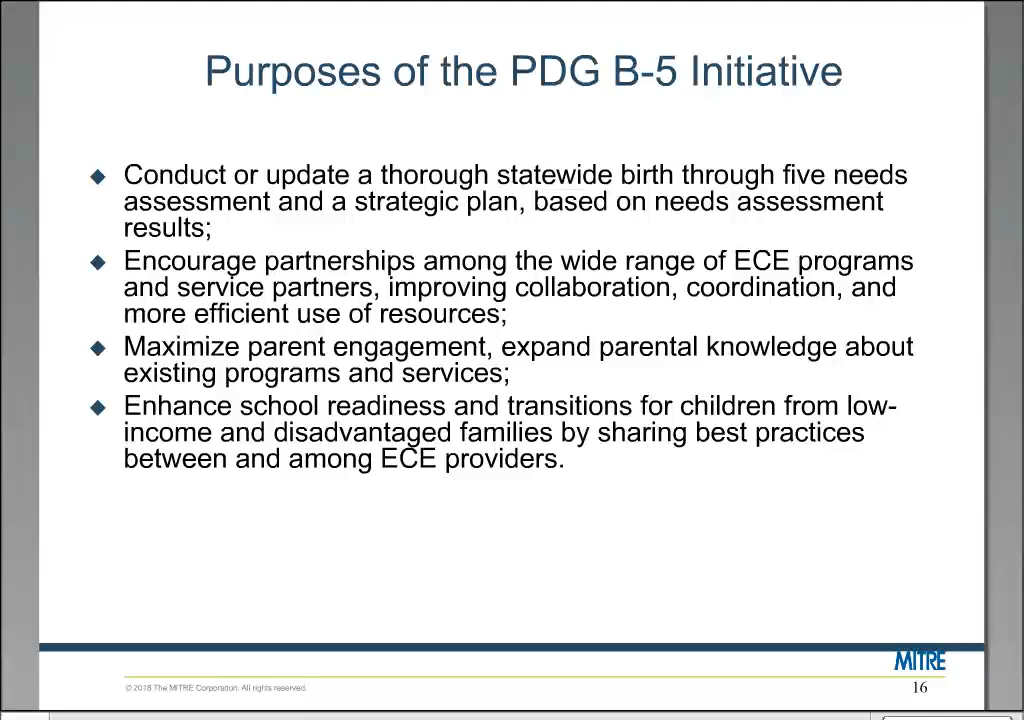 Purposes of the PDG B-5 Initiative
Conduct or update a thorough statewide birth through five needs
assessment and a strategic plan, based on needs assessment
results;
Encourage partnerships among the wide range of ECE programs
and service partners, improving collaboration, coordination, and
more efficient use of resources;
Maximize parent engagement, expand parental knowledge about
existing programs and services;
Enhance school readiness and transitions for children from low-
income and disadvantaged families by sharing best practices
between and among ECE providers.
MITRE
© 2018 The MITRE Corporation. All rights reserved.
16